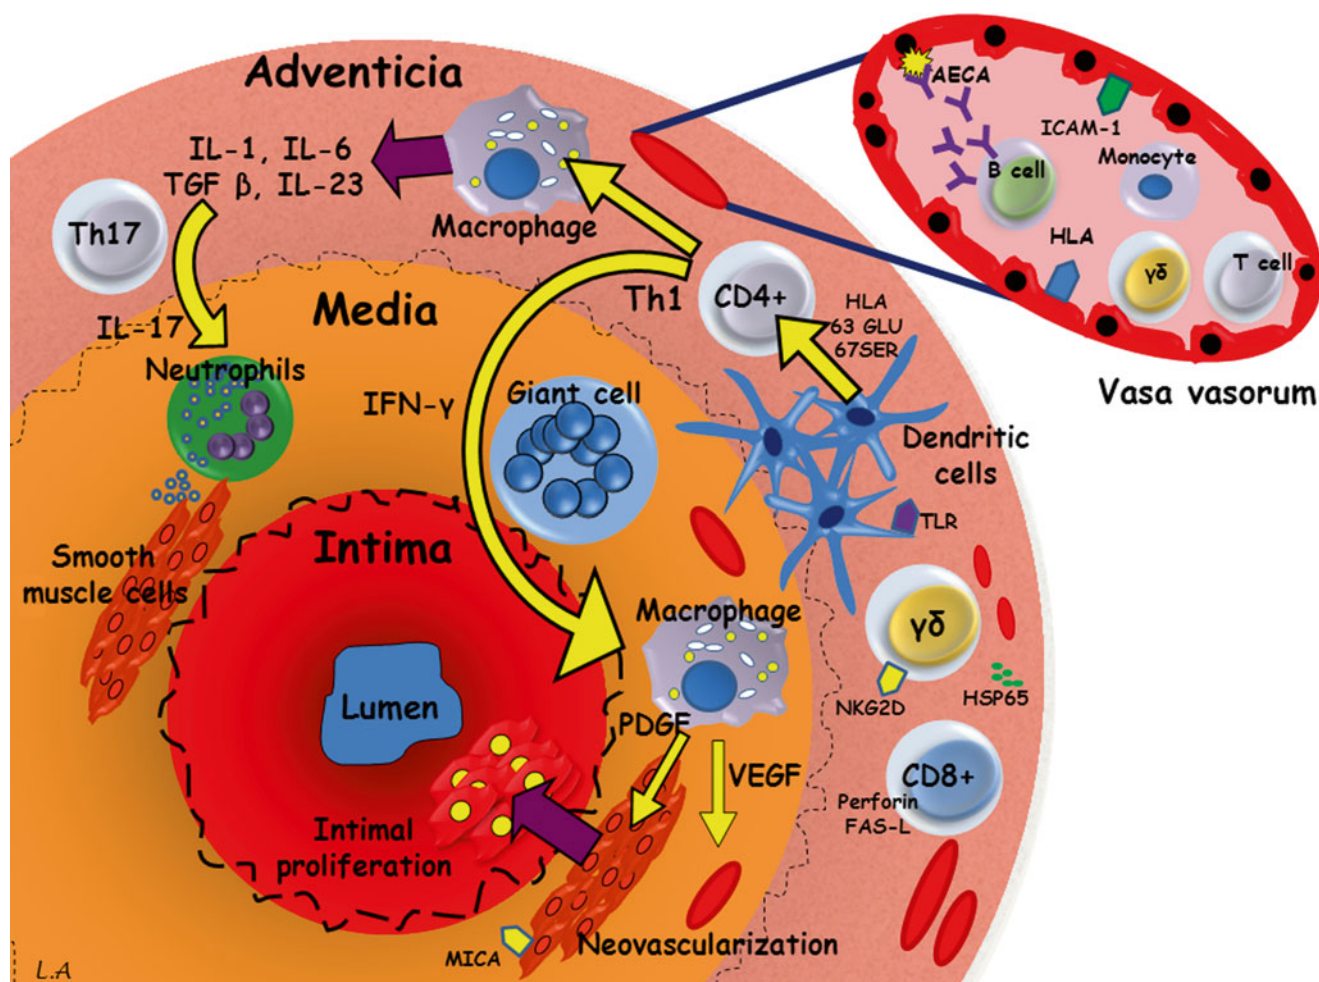 Adventicia
IL-1, IL-6
TGF β, IL-23
Th17
Macrophage
AECA
ICAM-1
B cell
Monocyte
HLA
γδ
T cell
Vasa vasorum
Th1
CD4+
HLA
63 GLU
67SER
Media
IL-17
Neutrophils
IFN-γ
Giant cell
Dendritic
cells
TLR
Intima
Smooth
muscle cells
Macrophage
γδ
NKG2D
HSP65
Lumen
PDGF
VEGF
CD8+
Perforin
FAS-L
Intimal
proliferation
MICA
Neovascularization
L.A